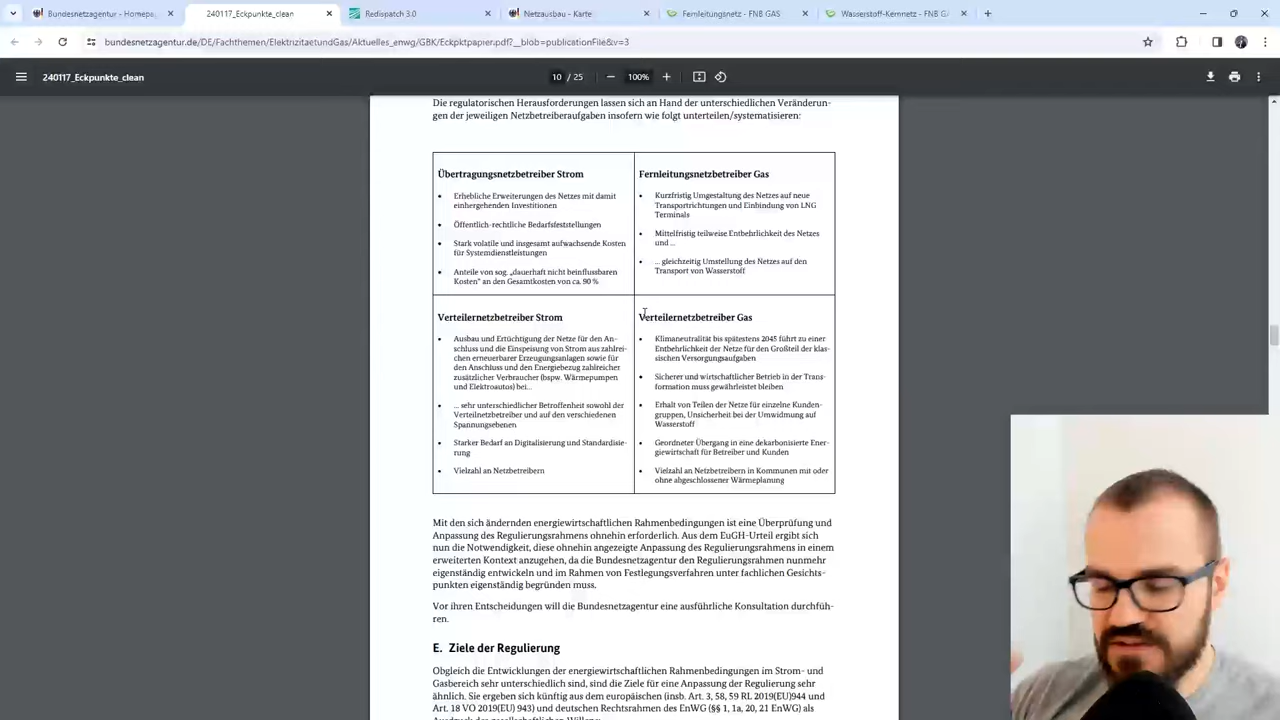 Bundesnetzagentur - Homepag
240117_Eckpunkte_clean
Redispatch 3.0
Netzausbau - Karte
Fernleitungsnetz - FNB GAS
Wasserstoff-Kernnetz - FNB GA
bundesnetzagentur.de/DE/Fachthemen/ElektrizitaetundGas/Aktuelles_enwg/GBK/Eckpktpapier.pdf?__blob=publicationFile&v=3
240117_Eckpunkte_clean
10 / 25
100%
Die regulatorischen Herausforderungen lassen sich an Hand der unterschiedlichen Veränderun-
gen der jeweiligen Netzbetreiberaufgaben insofern wie folgt unterteilen/systematisieren:
Übertragungsnetzbetreiber Strom
• Erhebliche Erweiterungen des Netzes mit damit
einhergehenden Investitionen
• Öffentlich-rechtliche Bedarfsfeststellungen
• Stark volatile und insgesamt aufwachsende Kosten
für Systemdienstleistungen
• Anteile von sog. „dauerhaft nicht beinflussbaren
Kosten" an den Gesamtkosten von ca. 90 %
Fernleitungsnetzbetreiber Gas
• Kurzfristig Umgestaltung des Netzes auf neue
Transportrichtungen und Einbindung von LNG
Terminals
• Mittelfristig teilweise Entbehrlichkeit des Netzes
und ...
• ... gleichzeitig Umstellung des Netzes auf den
Transport von Wasserstoff
Verteilernetzbetreiber Strom
• Ausbau und Ertüchtigung der Netze für den An-
schluss und die Einspeisung von Strom aus zahlrei-
chen erneuerbarer Erzeugungsanlagen sowie für
den Anschluss und den Energiebezug zahlreicher
zusätzlicher Verbraucher (bspw. Wärmepumpen
und Elektroautos) bei...
• ... sehr unterschiedlicher Betroffenheit sowohl der
Verteilnetzbetreiber und auf den verschiedenen
Spannungsebenen
• Starker Bedarf an Digitalisierung und Standardisie-
rung
• Vielzahl an Netzbetreibern
Verteilernetzbetreiber Gas
• Klimaneutralität bis spätestens 2045 führt zu einer
Entbehrlichkeit der Netze für den Großteil der klas-
sischen Versorgungsaufgaben
• Sicherer und wirtschaftlicher Betrieb in der Trans-
formation muss gewährleistet bleiben
• Erhalt von Teilen der Netze für einzelne Kunden-
gruppen, Unsicherheit bei der Umwidmung auf
Wasserstoff
• Geordneter Übergang in eine dekarbonisierte Ener-
giewirtschaft für Betreiber und Kunden
• Vielzahl an Netzbetreibern in Kommunen mit oder
ohne abgeschlossener Wärmeplanung
Mit den sich ändernden energiewirtschaftlichen Rahmenbedingungen ist eine Überprüfung und
Anpassung des Regulierungsrahmens ohnehin erforderlich. Aus dem EuGH-Urteil ergibt sich
nun die Notwendigkeit, diese ohnehin angezeigte Anpassung des Regulierungsrahmens in einem
erweiterten Kontext anzugehen, da die Bundesnetzagentur den Regulierungsrahmen nunmehr
eigenständig entwickeln und im Rahmen von Festlegungsverfahren unter fachlichen Gesichts-
punkten eigenständig begründen muss.
Vor ihren Entscheidungen will die Bundesnetzagentur eine ausführliche Konsultation durchfüh-
ren.
E. Ziele der Regulierung
Obgleich die Entwicklungen der energiewirtschaftlichen Rahmenbedingungen im Strom- und
Gasbereich sehr unterschiedlich sind, sind die Ziele für eine Anpassung der Regulierung sehr
ähnlich. Sie ergeben sich künftig aus dem europäischen (insb. Art. 3, 58, 59 RL 2019(EU)944 und
Art. 18 VO 2019(EU) 943) und deutschen Rechtsrahmen des EnWG (§§ 1, 1a, 20, 21 EnWG) als